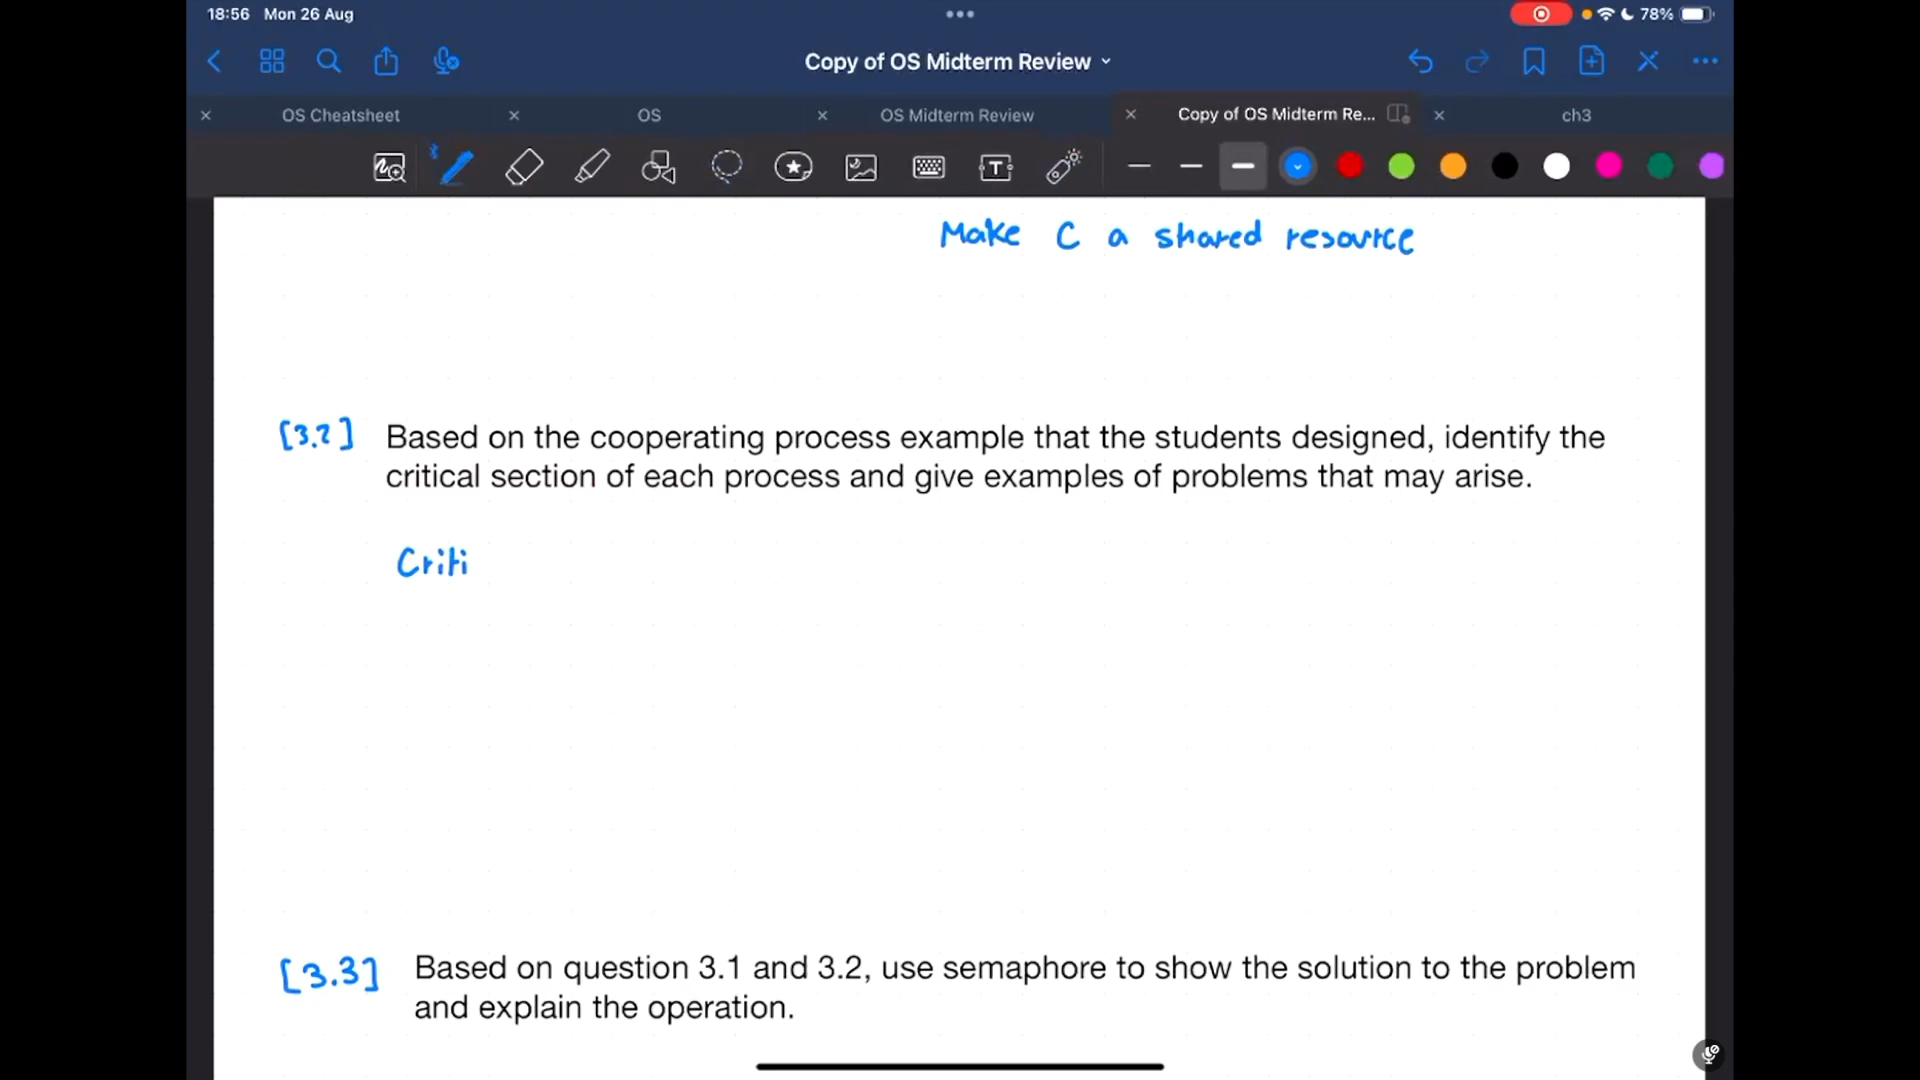 18:56 Mon 26 Aug
78%
Copy of OS Midterm Review
OS Cheatsheet
OS
OS Midterm Review
Copy of OS Midterm Re...
ch3
Make C a shared resource
[3.2] Based on the cooperating process example that the students designed, identify the
critical section of each process and give examples of problems that may arise.
Criti
[3.3] Based on question 3.1 and 3.2, use semaphore to show the solution to the problem
and explain the operation.